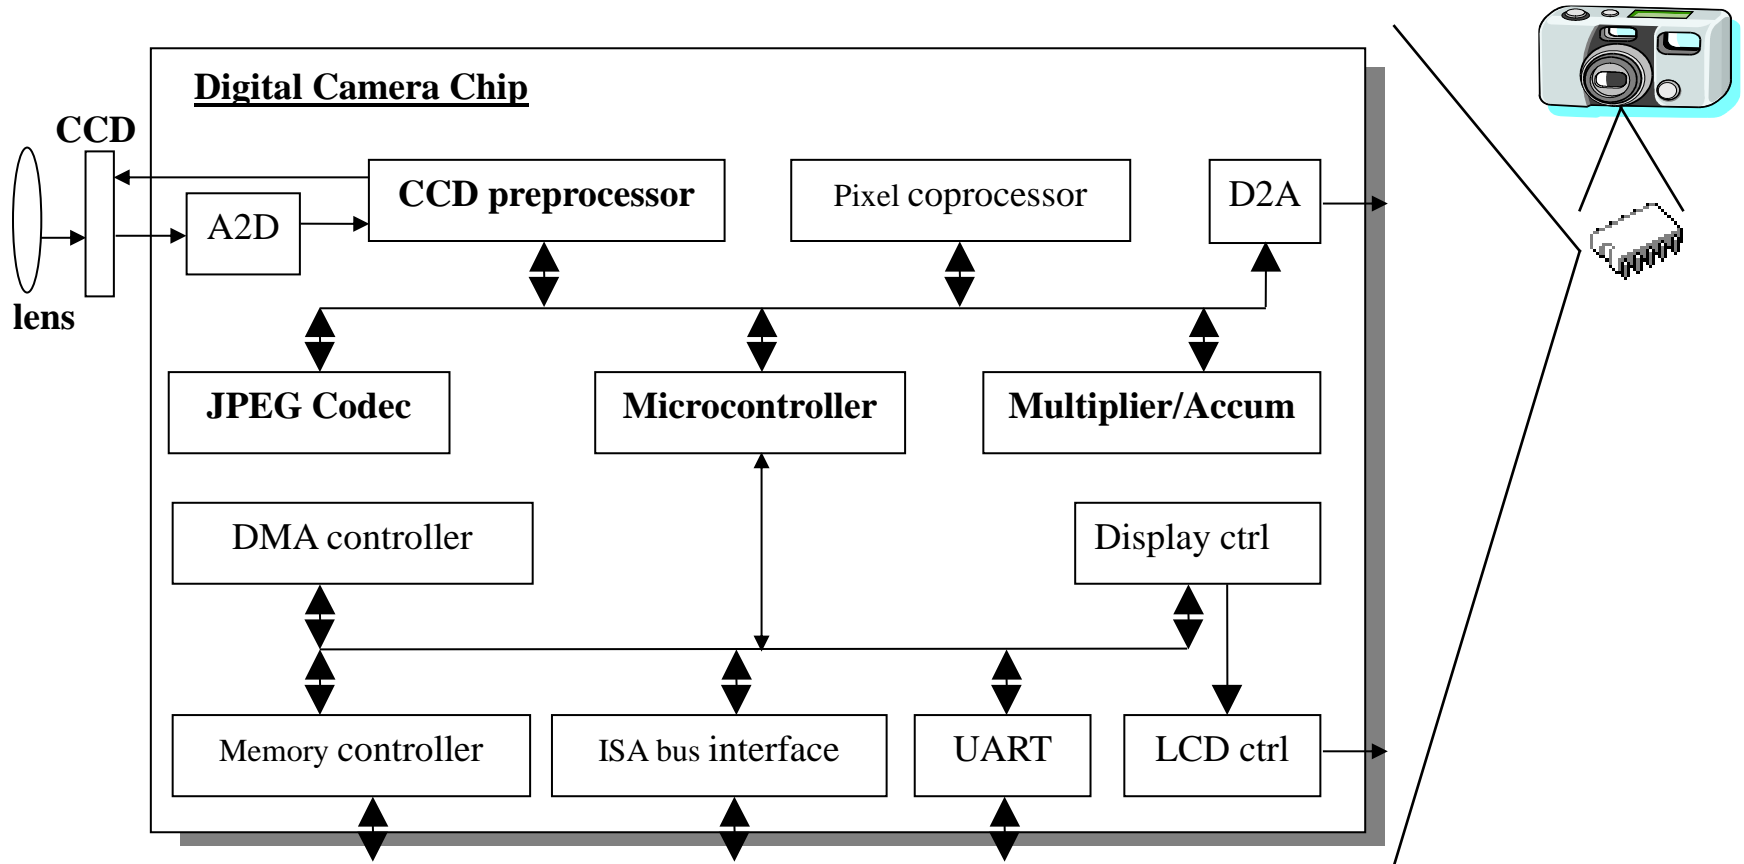 Digital Camera Chip
CCD
lens
A2D
CCD preprocessor
Pixel coprocessor
D2A
JPEG Codec
Microcontroller
Multiplier/Accum
DMA controller
Display ctrl
Memory controller
ISA bus interface
UART
LCD ctrl